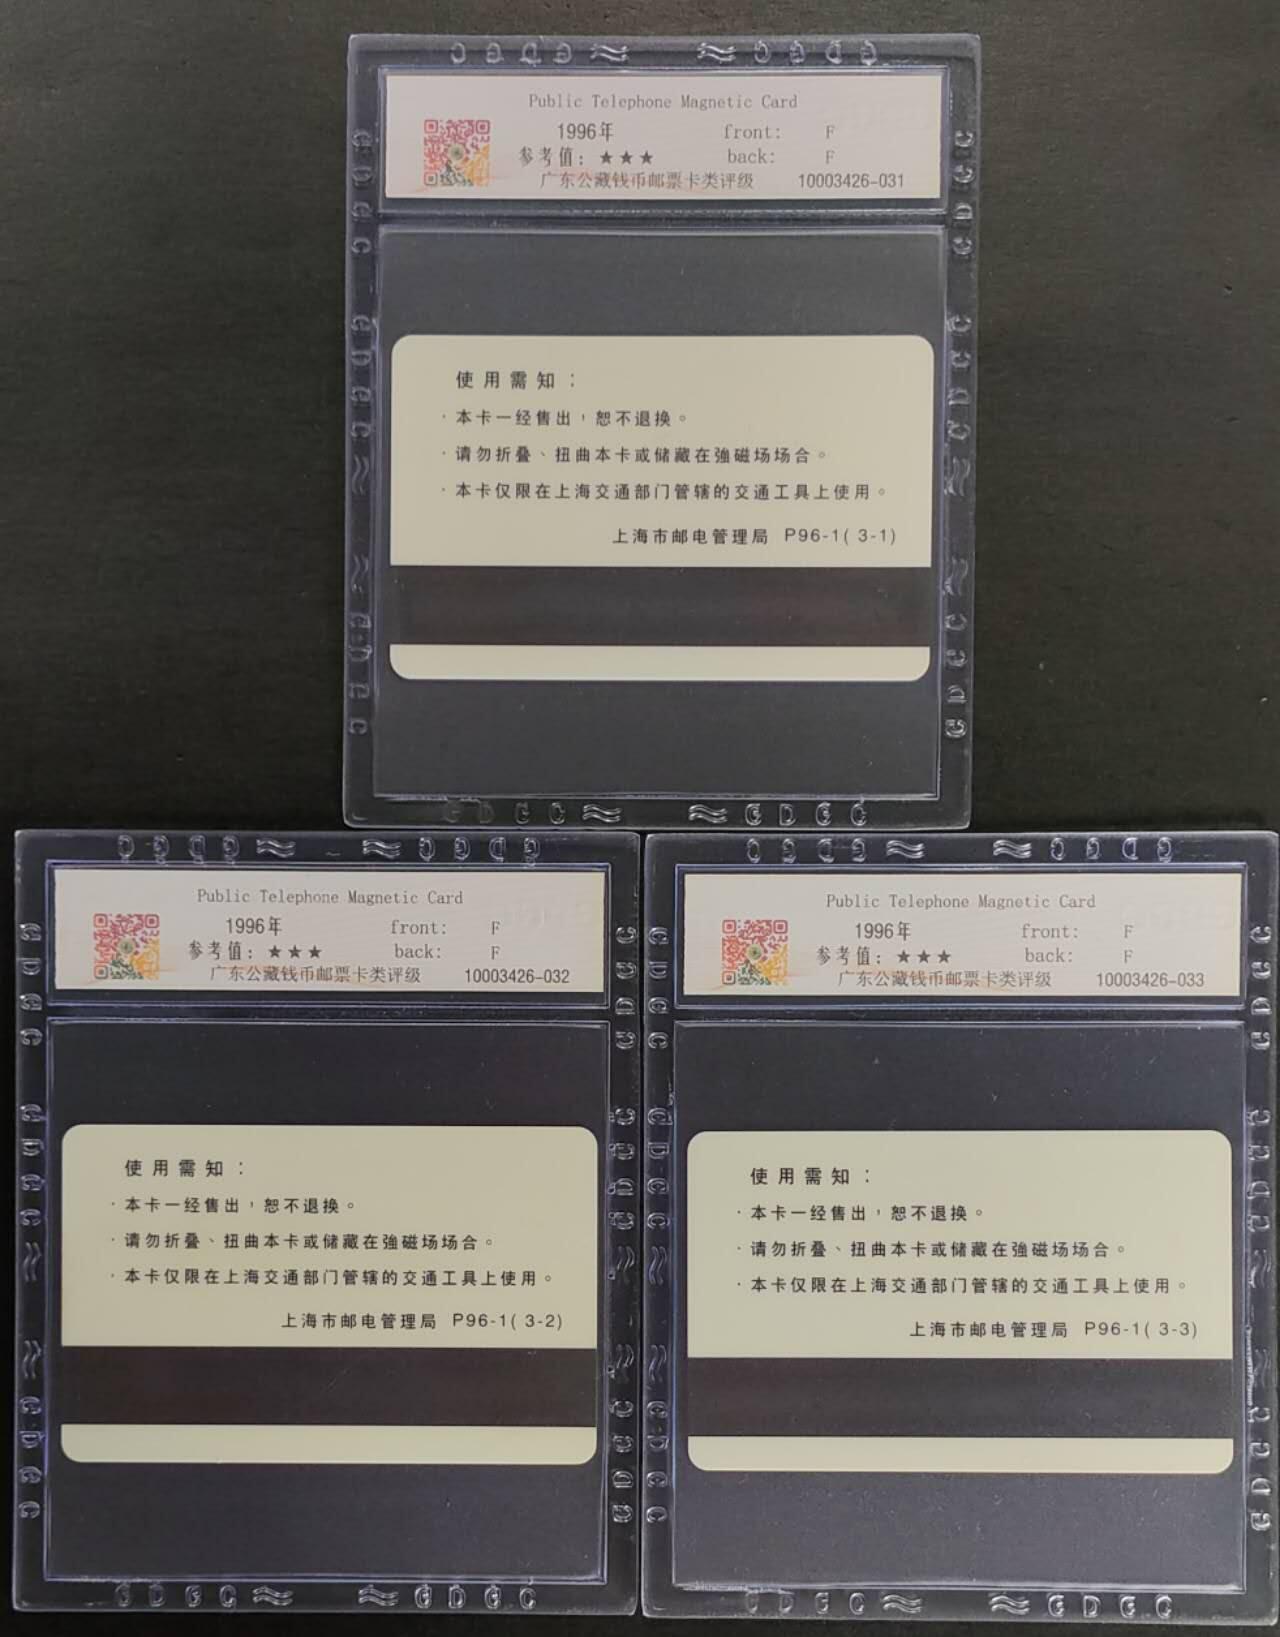 GDGC GDGC
Public Telephone Magnetic Card
1996年 front: F
参考值：★★★ back: F
广东公藏钱币邮票卡类评级 10003426-031
使用需知：
·本卡一经售出，恕不退换。
·请勿折叠、扭曲本卡或储藏在強磁场场合。
·本卡仅限在上海交通部门管辖的交通工具上使用。
上海市邮电管理局 P96-1(3-1)
GDGC GDGC
Public Telephone Magnetic Card
1996年 front: F
参考值：★★★ back: F
广东公藏钱币邮票卡类评级 10003426-032
使用需知：
·本卡一经售出，恕不退换。
·请勿折叠、扭曲本卡或储藏在強磁场场合。
·本卡仅限在上海交通部门管辖的交通工具上使用。
上海市邮电管理局 P96-1(3-2)
GDGC GDGC
Public Telephone Magnetic Card
1996年 front: F
参考值：★★★ back: F
广东公藏钱币邮票卡类评级 10003426-033
使用需知：
·本卡一经售出，恕不退换。
·请勿折叠、扭曲本卡或储藏在強磁场场合。
·本卡仅限在上海交通部门管辖的交通工具上使用。
上海市邮电管理局 P96-1(3-3)
GDGC GDGC